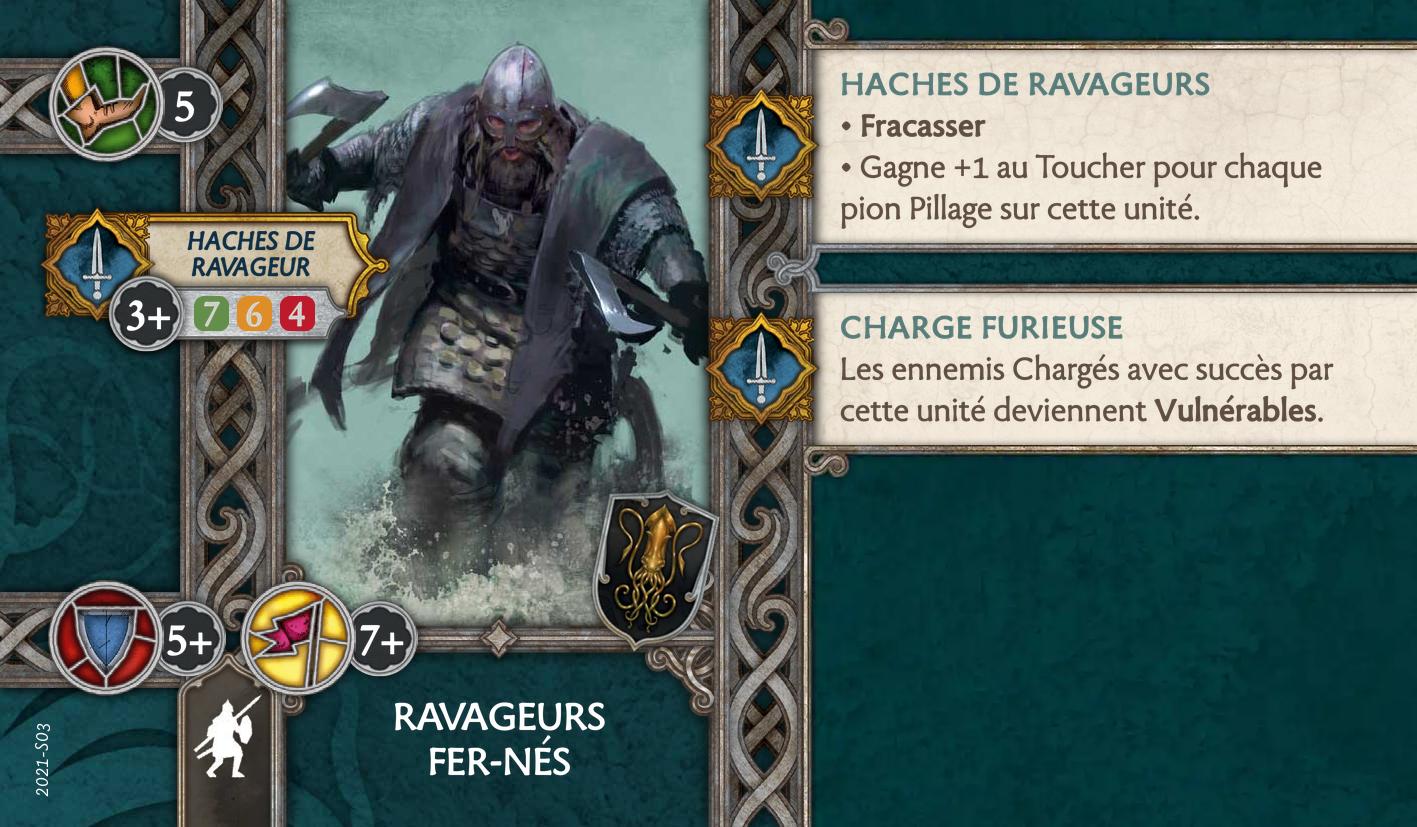 5
HACHES DE
RAVAGEUR
3+ 7 6 4
5+
7+
RAVAGEURS
FER-NÉS
2021-S03
HACHES DE RAVAGEURS
• Fracasser
• Gagne +1 au Toucher pour chaque
pion Pillage sur cette unité.
CHARGE FURIEUSE
Les ennemis Chargés avec succès par
cette unité deviennent Vulnérables.